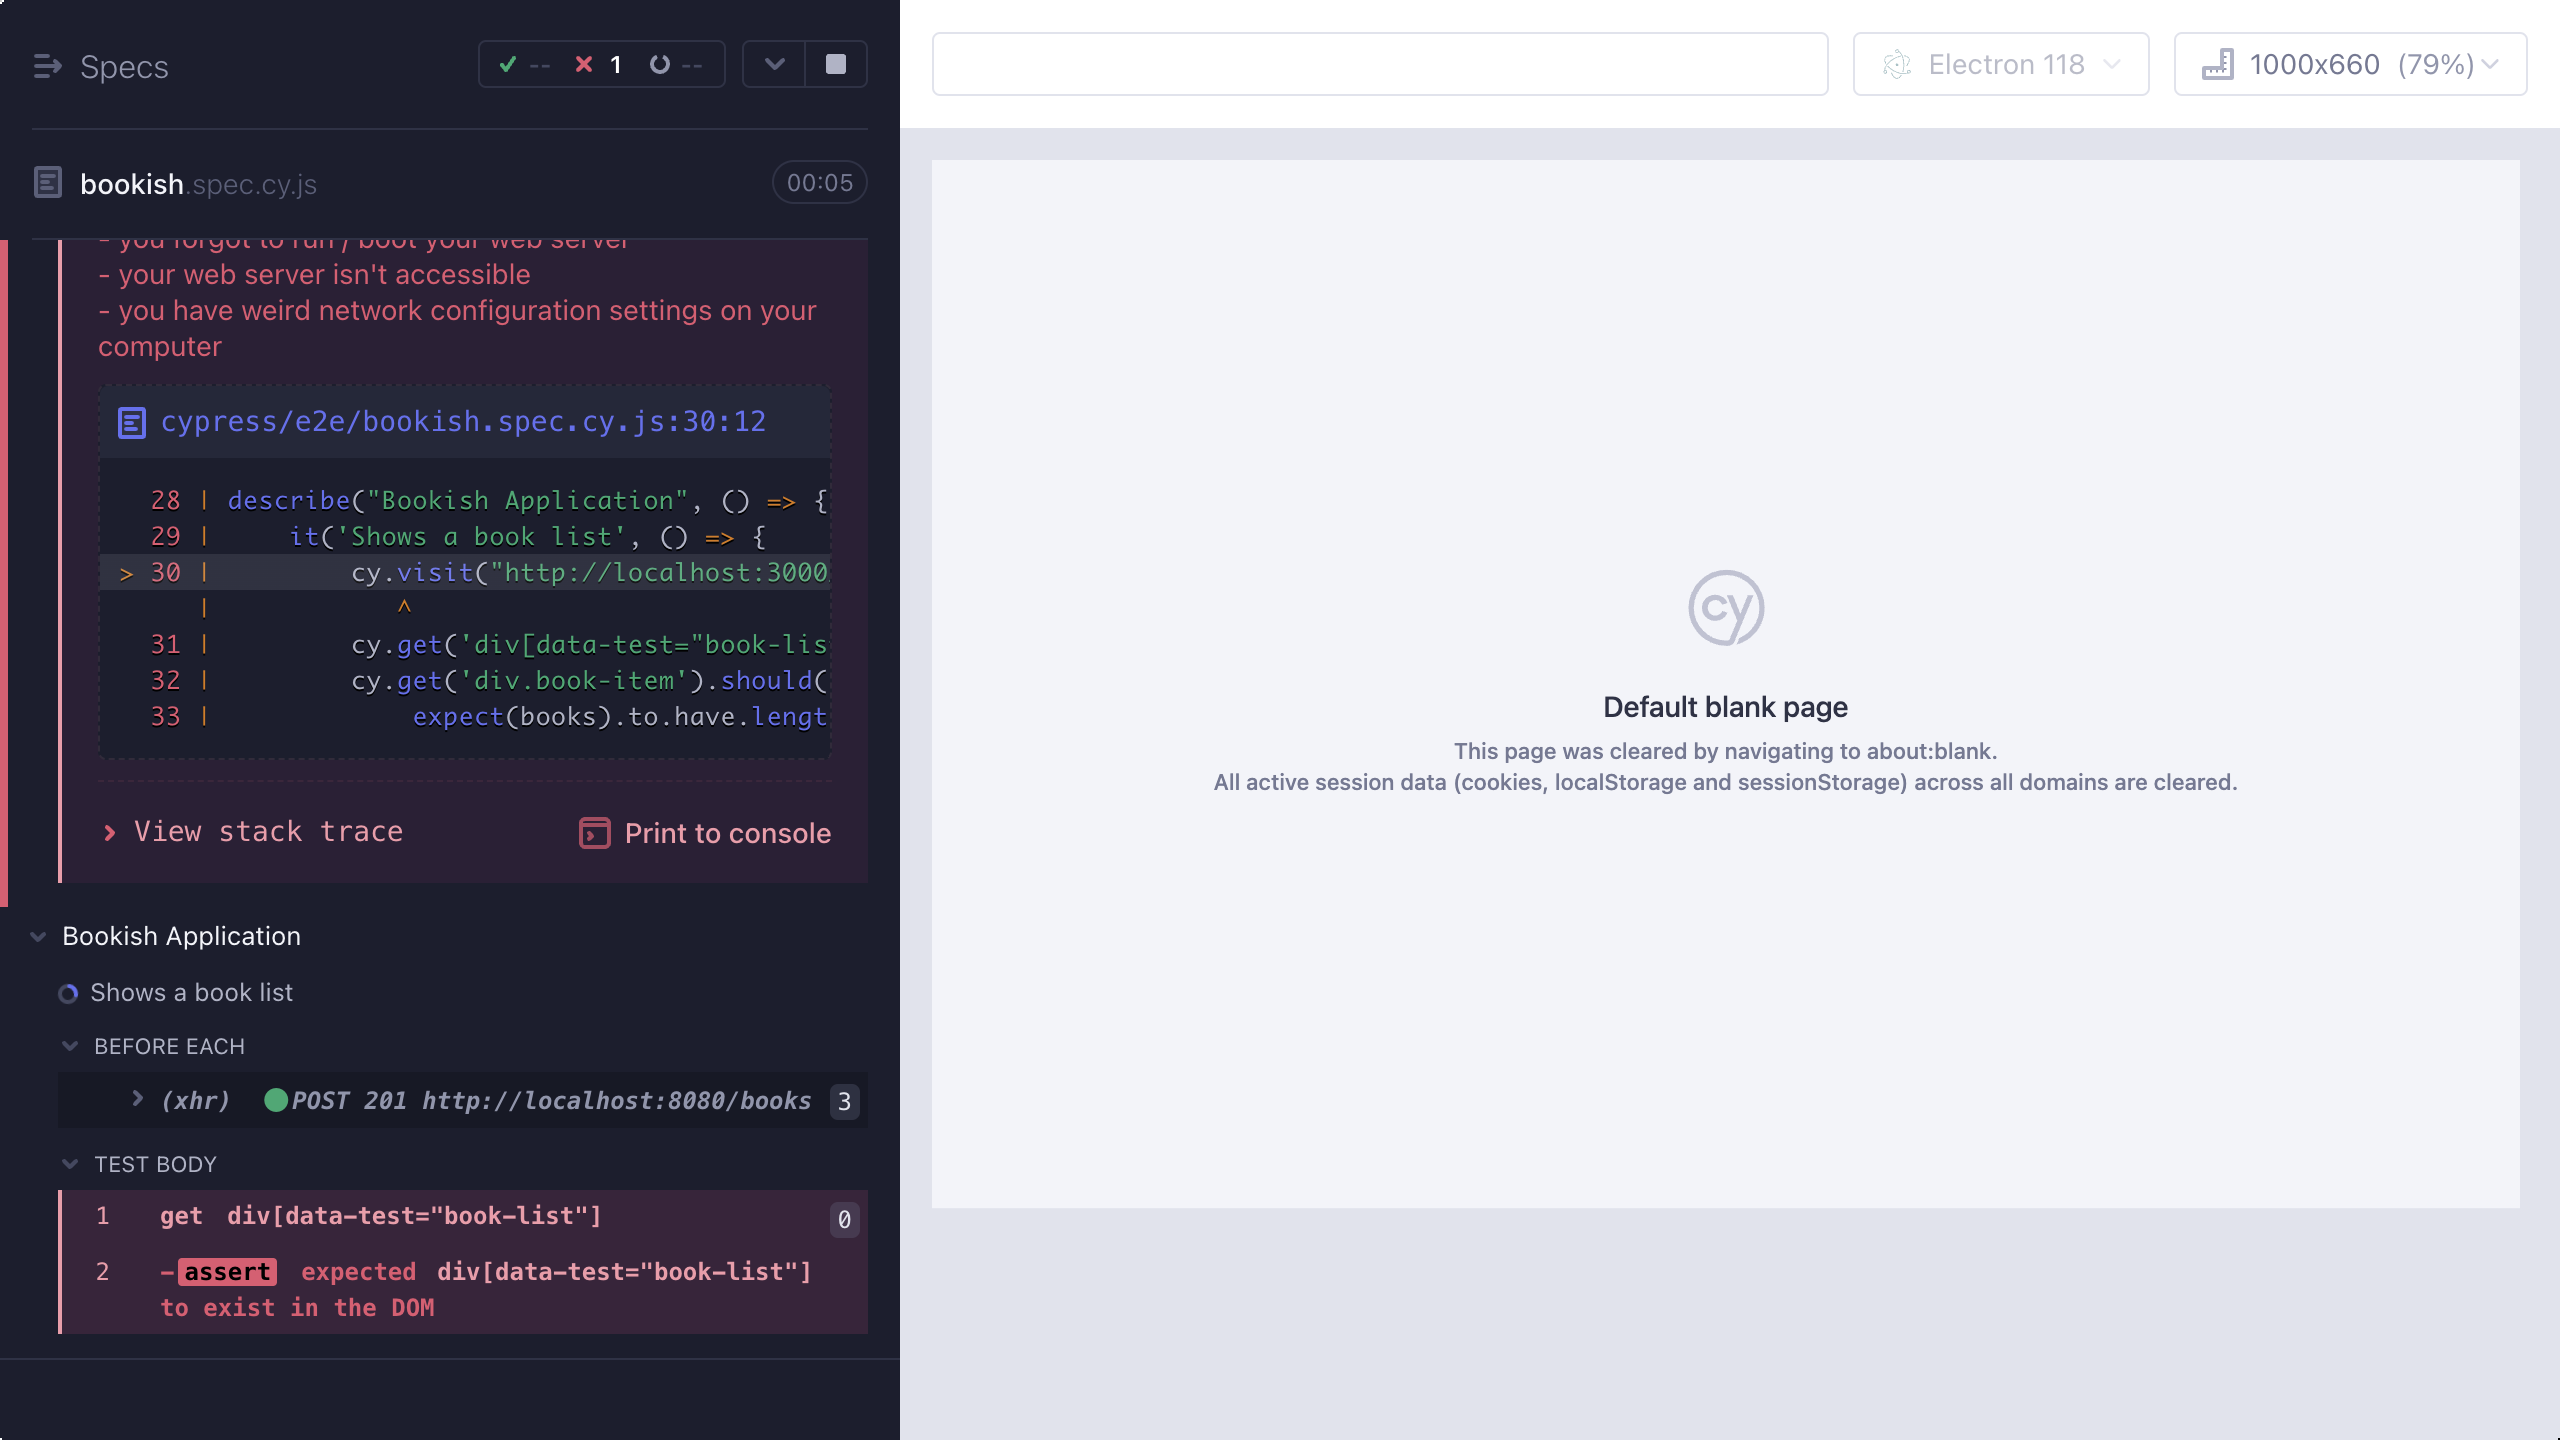 Specs
-- 1 --
bookish.spec.cy.js
00:05
- you forgot to run / boot your web server
- your web server isn't accessible
- you have weird network configuration settings on your
computer
cypress/e2e/bookish.spec.cy.js:30:12
28 | describe("Bookish Application", () => {
29 |     it('Shows a book list', () => {
> 30 |         cy.visit("http://localhost:3000
|            ^
31 |         cy.get('div[data-test="book-lis
32 |         cy.get('div.book-item').should(
33 |             expect(books).to.have.lengt
View stack trace
Print to console
Bookish Application
Shows a book list
BEFORE EACH
(xhr) POST 201 http://localhost:8080/books 3
TEST BODY
1 get div[data-test="book-list"] 0
2 -assert expected div[data-test="book-list"]
to exist in the DOM
Electron 118
1000x660 (79%)
cy
Default blank page
This page was cleared by navigating to about:blank.
All active session data (cookies, localStorage and sessionStorage) across all domains are cleared.